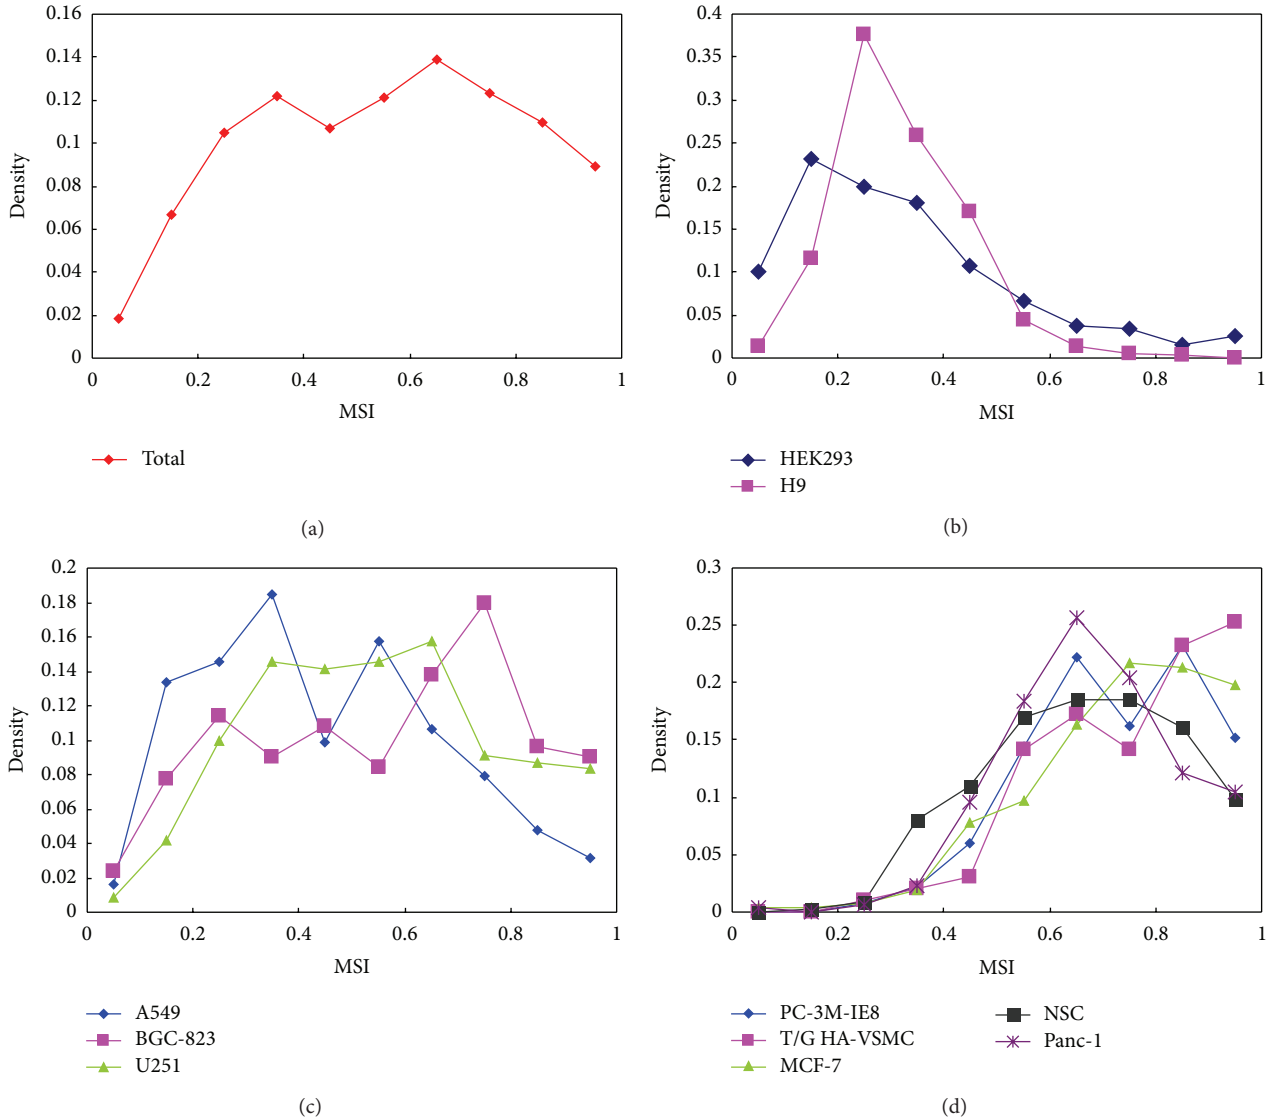 0.16
0.14
0.12
0.1
0.08
0.06
0.04
0.02
0
Density
0 0.2 0.4 0.6 0.8 1
MSI
Total
(a)
0.4
0.35
0.3
0.25
0.2
0.15
0.1
0.05
0
Density
0 0.2 0.4 0.6 0.8 1
MSI
HEK293
H9
(b)
0.2
0.18
0.16
0.14
0.12
0.1
0.08
0.06
0.04
0.02
0
Density
0 0.2 0.4 0.6 0.8 1
MSI
A549
BGC-823
U251
(c)
0.3
0.25
0.2
0.15
0.1
0.05
0
Density
0 0.2 0.4 0.6 0.8 1
MSI
PC-3M-IE8
T/G HA-VSMC
MCF-7
NSC
Panc-1
(d)